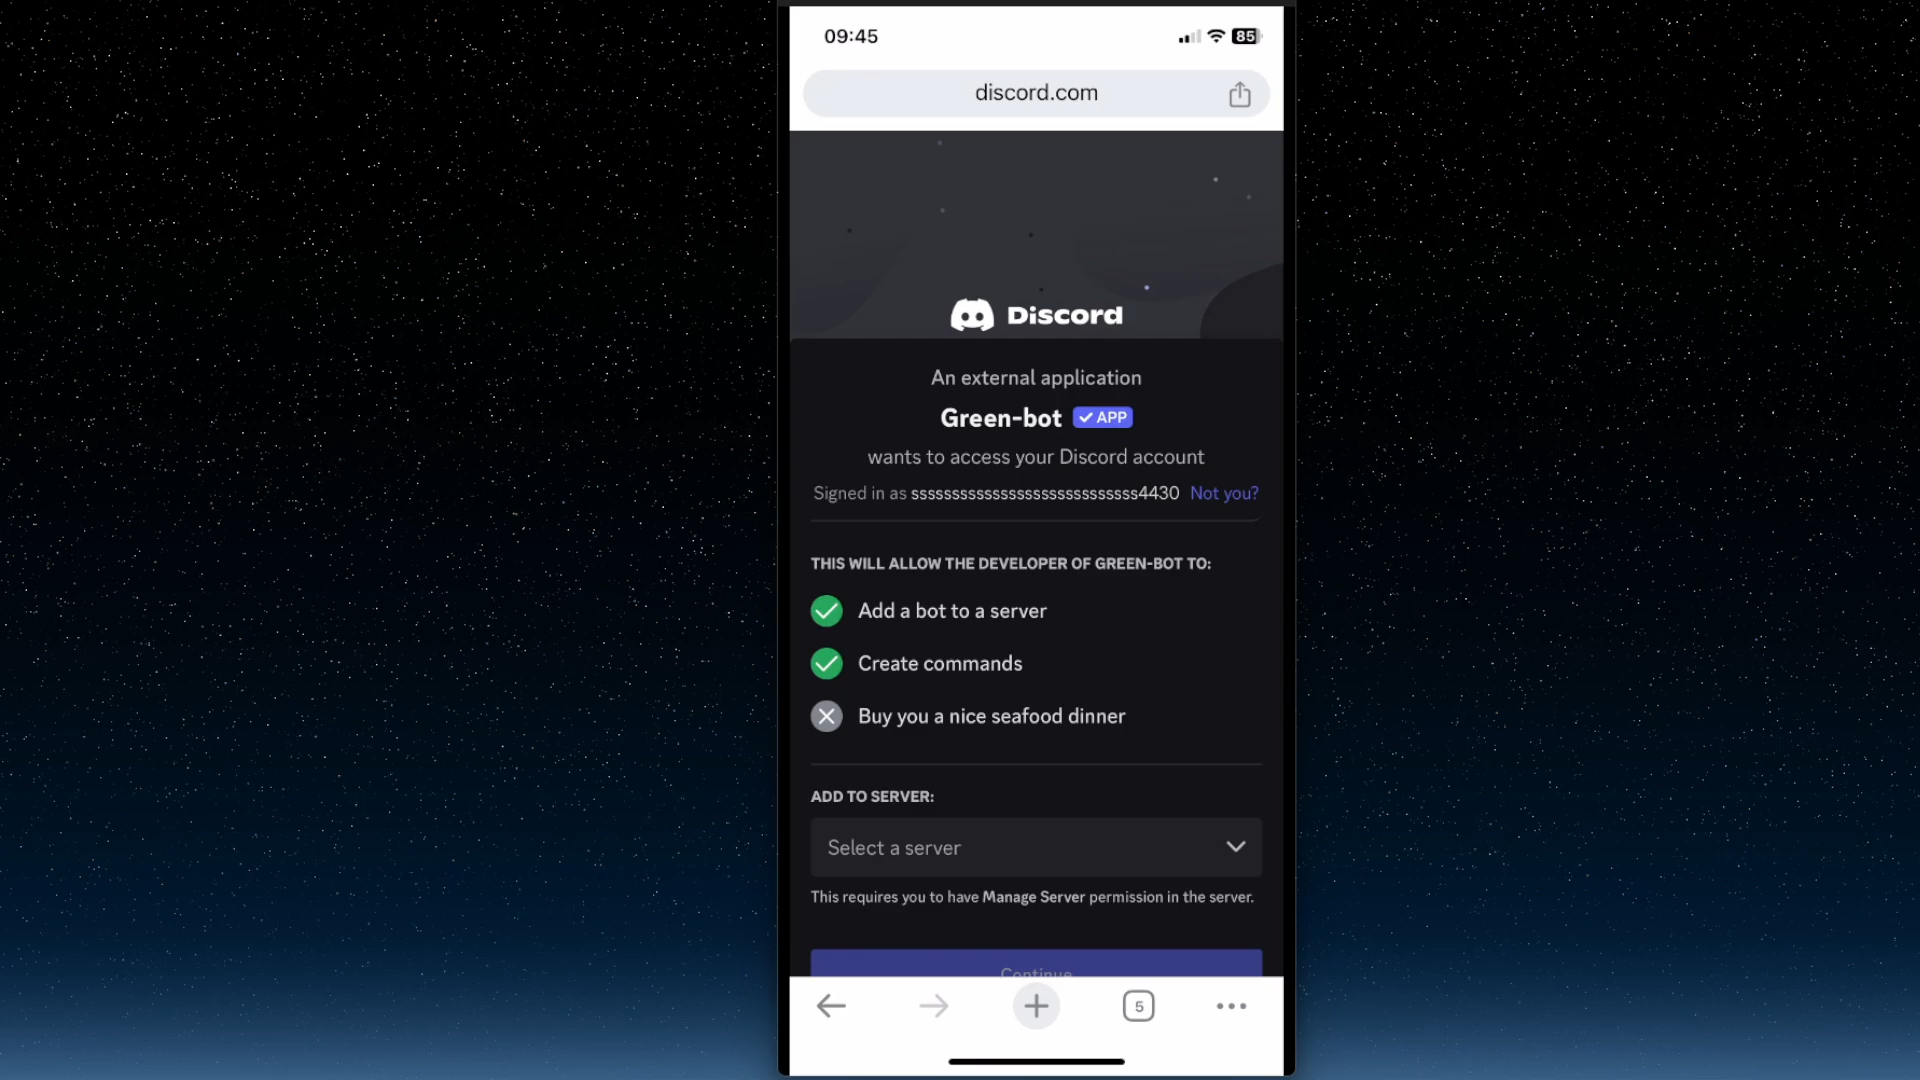 09:45
85
discord.com
Discord
An external application
Green-bot APP
wants to access your Discord account
Signed in as ssssssssssssssssssssssssssss4430 Not you?
THIS WILL ALLOW THE DEVELOPER OF GREEN-BOT TO:
Add a bot to a server
Create commands
Buy you a nice seafood dinner
ADD TO SERVER:
Select a server
This requires you to have Manage Server permission in the server.
Continue
5